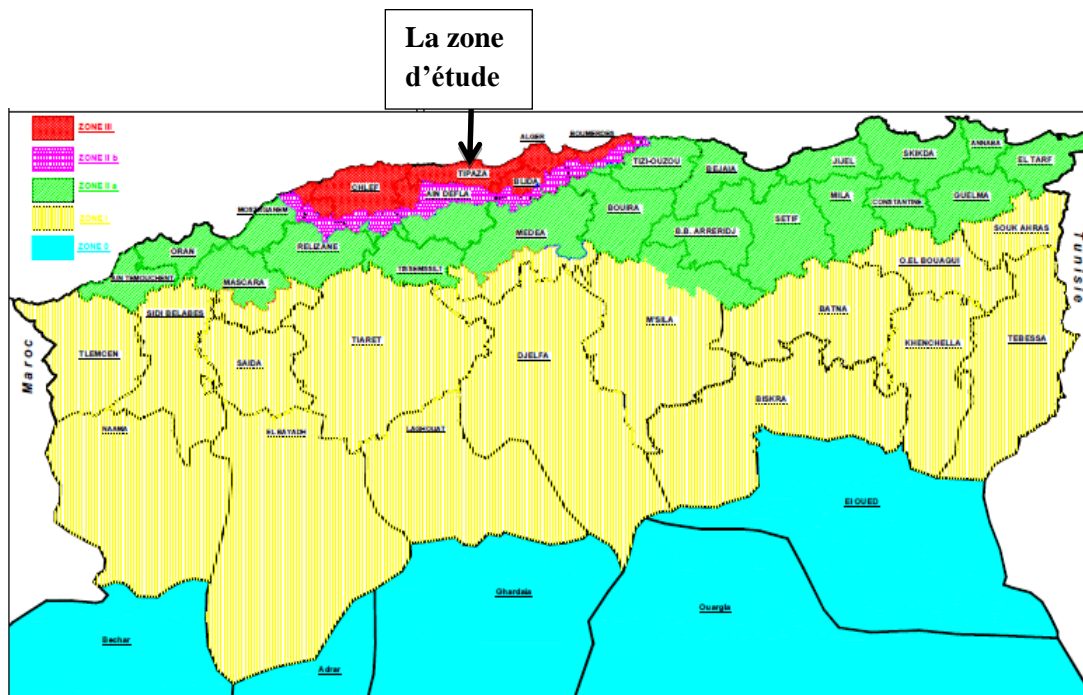 La zone
d'étude
ZONE III
ZONE II b
ZONE II a
ZONE I
ZONE 0
ALGER
BOUMERDES
TIPAZA
BLIDA
CHLEF
AIN DEFLA
TIZI-OUZOU
BEJAIA
JIJEL
SKIKDA
ANNABA
EL TARF
MOSTAGANEM
BOUIRA
MILA
CONSTANTINE
GUELMA
ORAN
RELIZANE
MEDEA
B.B. ARRERIDJ
SETIF
SOUK AHRAS
AIN TEMOUCHENT
MASCARA
TISSEMSILT
O.EL BOUAGUI
Tunisie
SIDI BELABES
TLEMCEN
SAIDA
TIARET
DJELFA
M'SILA
BATNA
KHENCHELLA
TEBESSA
Maroc
NAAMA
EL BAYADH
LAGHOUAT
BISKRA
El OUED
Ghardaia
Ouargla
Bechar
Adrar